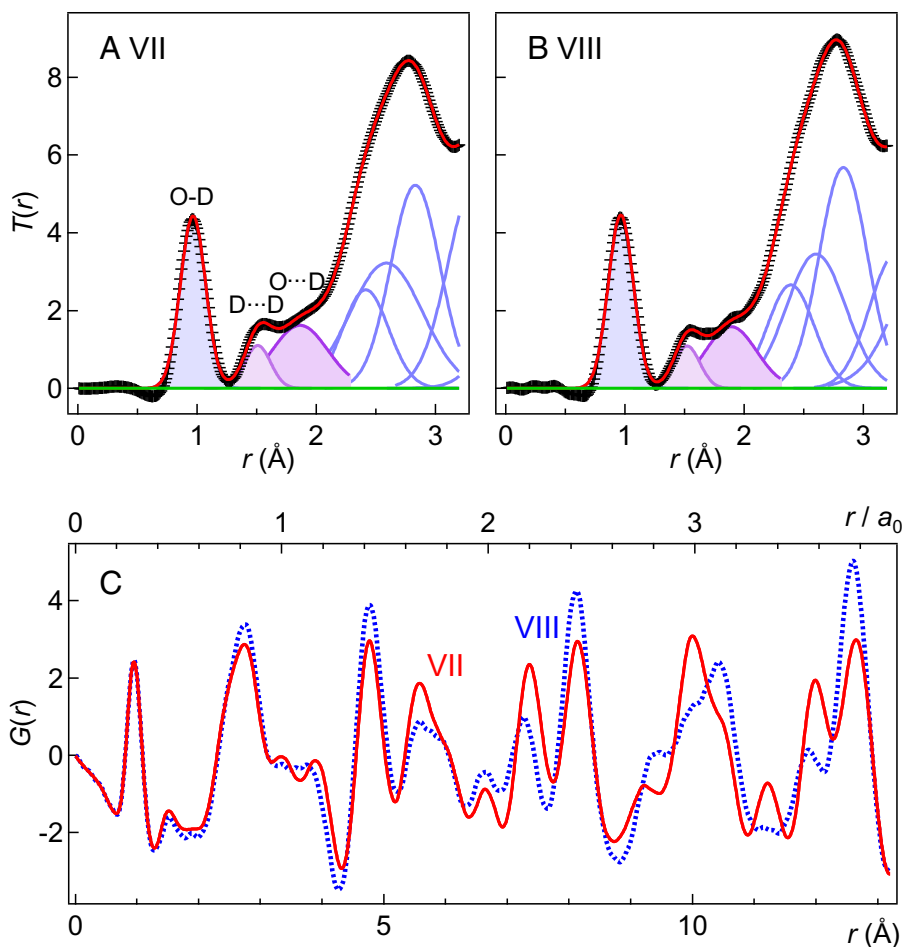 A VII
B VIII
8
6
4
2
0
T(r)
O-D
D···D
O···D
0 1 2 3
r (Å)
0 1 2 3
r (Å)
0 1 2 3 r / a0
C
4
2
0
-2
G(r)
VII
VIII
0 5 10 r (Å)